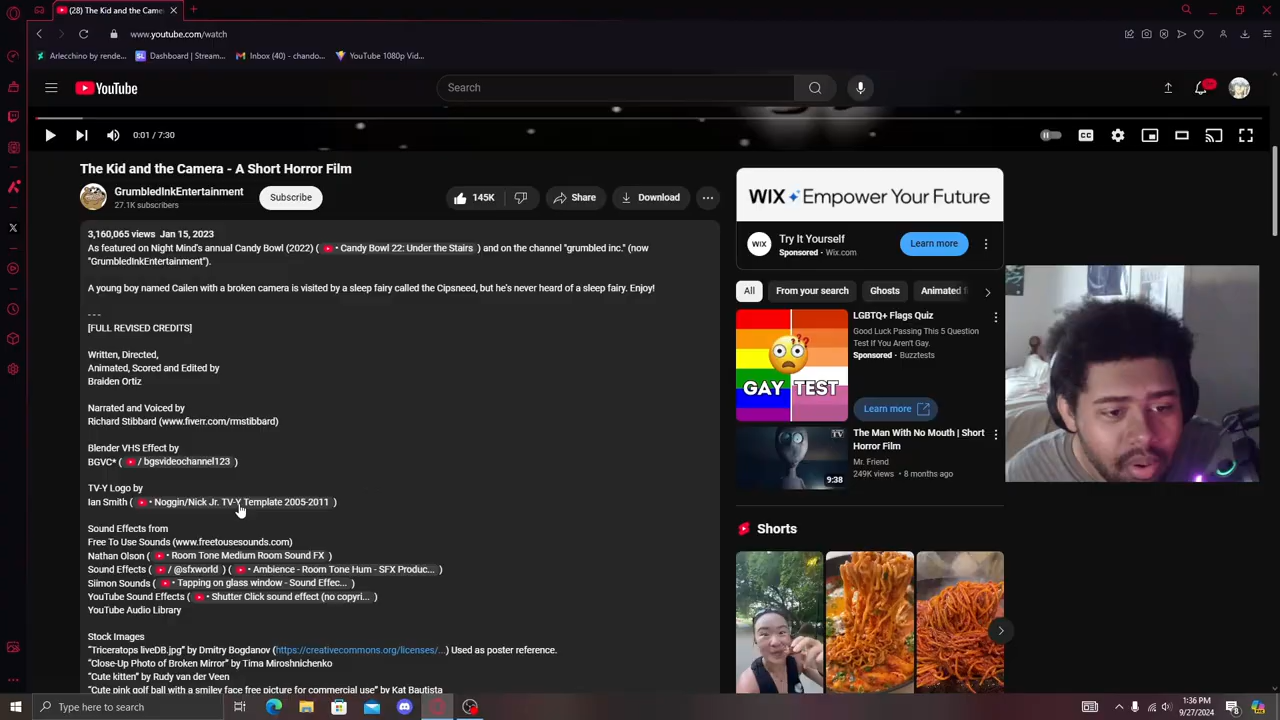 (28) The Kid and the Came
www.youtube.com/watch
Arlecchino by rende...
Dashboard | Stream...
Inbox (40) - chando...
YouTube 1080p Vid...
YouTube
Search
0:01 / 7:30
CC
The Kid and the Camera - A Short Horror Film
GrumbledInkEntertainment
27.1K subscribers
Subscribe
145K
Share
Download
3,160,065 views Jan 15, 2023
As featured on Night Mind's annual Candy Bowl (2022) ( • Candy Bowl 22: Under the Stairs ) and on the channel "grumbled inc." (now
"GrumbledInkEntertainment").
A young boy named Cailen with a broken camera is visited by a sleep fairy called the Cipsneed, but he's never heard of a sleep fairy. Enjoy!
- - -
[FULL REVISED CREDITS]
Written, Directed,
Animated, Scored and Edited by
Braiden Ortiz
Narrated and Voiced by
Richard Stibbard (www.fiverr.com/rmstibbard)
Blender VHS Effect by
BGVC* ( / bgsvideochannel123 )
TV-Y Logo by
Ian Smith ( • Noggin/Nick Jr. TV-Y Template 2005-2011 )
Sound Effects from
Free To Use Sounds (www.freetousesounds.com)
Nathan Olson ( • Room Tone Medium Room Sound FX )
Sound Effects ( / @sfxworld ) ( • Ambience - Room Tone Hum - SFX Produc... )
Siimon Sounds ( • Tapping on glass window - Sound Effec... )
YouTube Sound Effects ( • Shutter Click sound effect (no copyri... )
YouTube Audio Library
Stock Images
"Triceratops liveDB.jpg" by Dmitry Bogdanov (https://creativecommons.org/licenses/...) Used as poster reference.
"Close-Up Photo of Broken Mirror" by Tima Miroshnichenko
"Cute kitten" by Rudy van der Veen
"Cute pink golf ball with a smiley face free picture for commercial use" by Kat Bautista
WIX Empower Your Future
WIX
Try It Yourself
Sponsored · Wix.com
Learn more
All
From your search
Ghosts
Animated fi
GAY TEST
LGBTQ+ Flags Quiz
Good Luck Passing This 5 Question
Test If You Aren't Gay.
Sponsored · Buzztests
Learn more
TV
9:38
The Man With No Mouth | Short
Horror Film
Mr. Friend
249K views • 8 months ago
Shorts
Type here to search
1:36 PM
9/27/2024
8